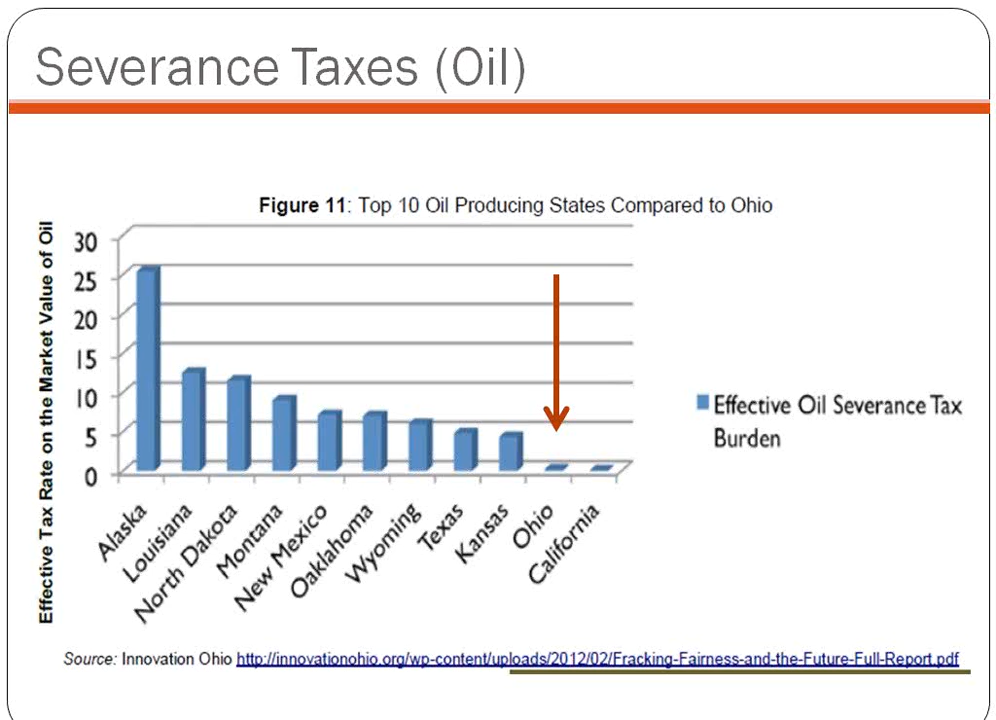 Severance Taxes (Oil)
Figure 11: Top 10 Oil Producing States Compared to Ohio
Effective Tax Rate on the Market Value of Oil
30
25
20
15
10
5
0
Alaska
Louisiana
North Dakota
Montana
New Mexico
Oaklahoma
Wyoming
Texas
Kansas
Ohio
California
Effective Oil Severance Tax
Burden
Source: Innovation Ohio http://innovationohio.org/wp-content/uploads/2012/02/Fracking-Fairness-and-the-Future-Full-Report.pdf